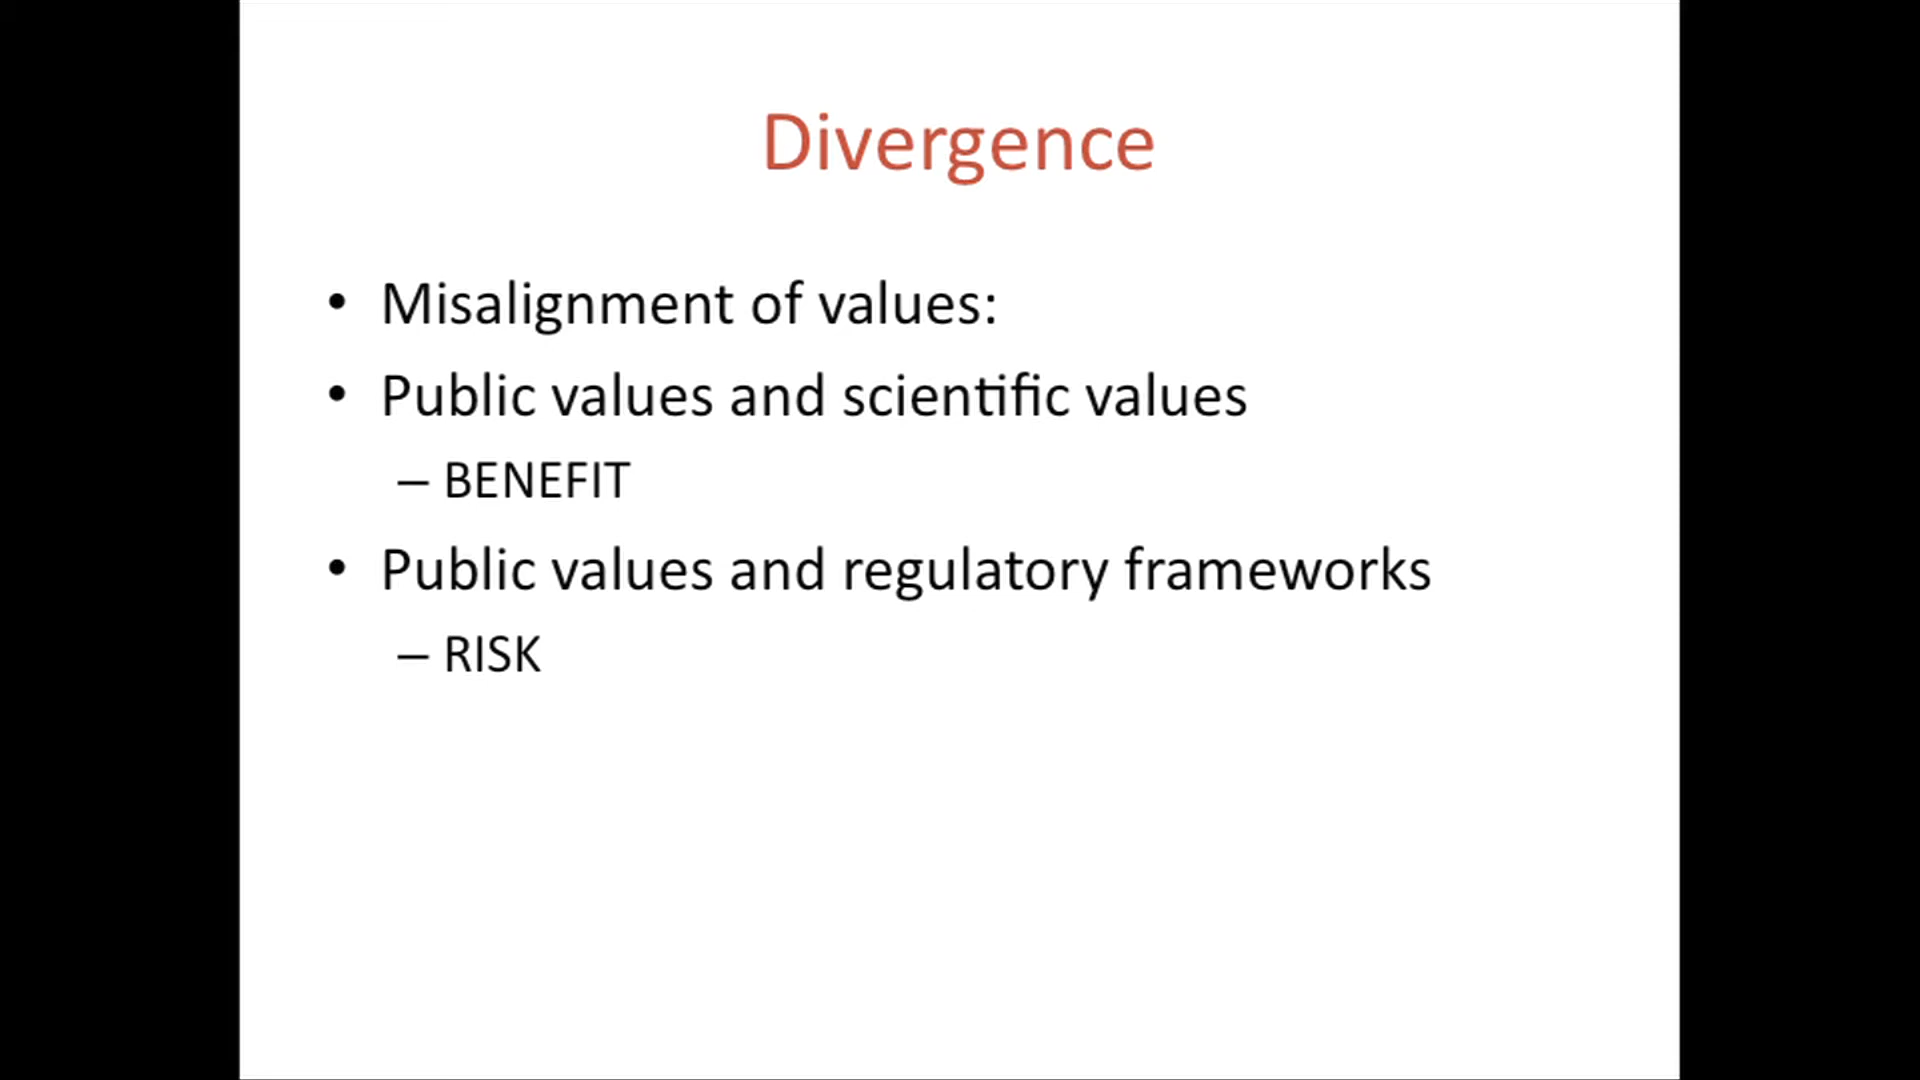 Divergence
• Misalignment of values:
• Public values and scientific values
– BENEFIT
• Public values and regulatory frameworks
– RISK